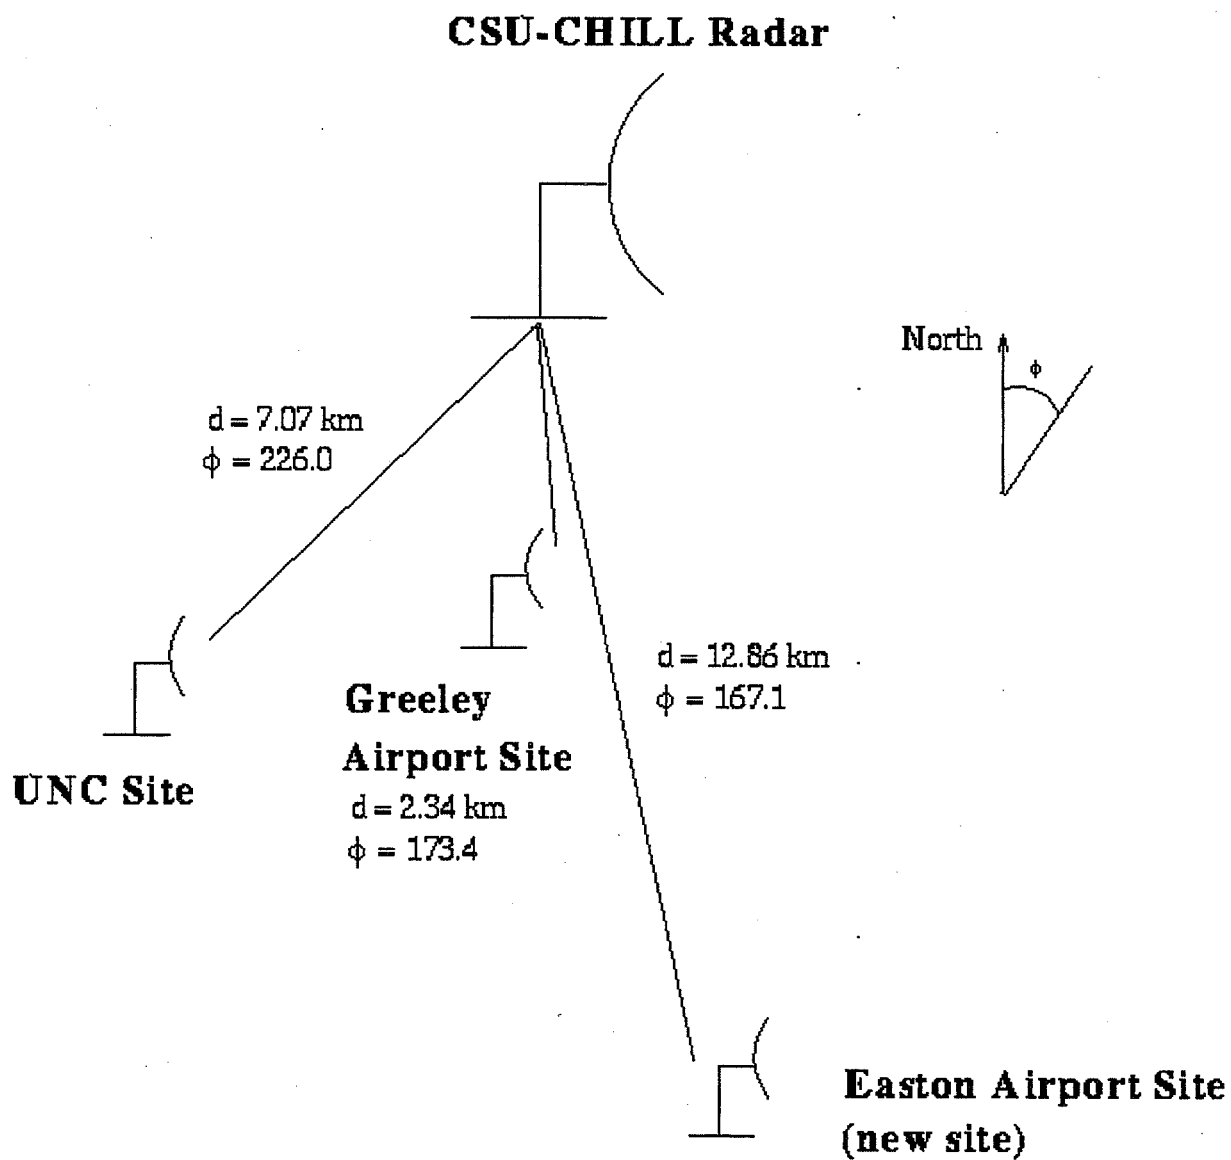 CSU-CHILL Radar
North
ϕ
d = 7.07 km
ϕ = 226.0
d = 12.86 km
ϕ = 167.1
Greeley
Airport Site
d = 2.34 km
ϕ = 173.4
UNC Site
Easton Airport Site
(new site)